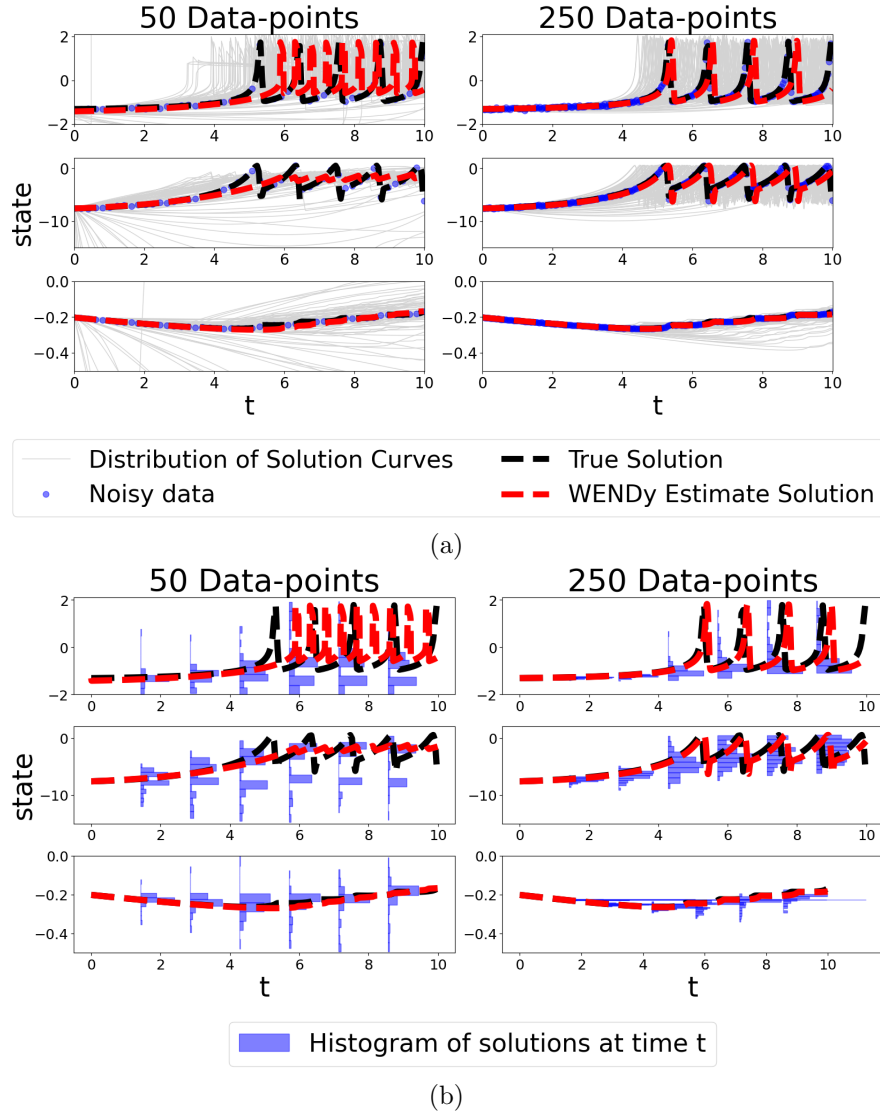 50 Data-points 250 Data-points
2
0
−2
0 2 4 6 8 10
2
0
−2
0 2 4 6 8 10
state
0
−10
0 2 4 6 8 10
0
−10
0 2 4 6 8 10
0.0
−0.2
−0.4
0 2 4 6 8 10
0.0
−0.2
−0.4
0 2 4 6 8 10
t t
Distribution of Solution Curves True Solution
Noisy data WENDy Estimate Solution
(a)
50 Data-points 250 Data-points
2
0
−2
0 2 4 6 8 10
2
0
−2
0 2 4 6 8 10
state
0
−10
0 2 4 6 8 10
0
−10
0 2 4 6 8 10
0.0
−0.2
−0.4
0 2 4 6 8 10
0.0
−0.2
−0.4
0 2 4 6 8 10
t t
Histogram of solutions at time t
(b)